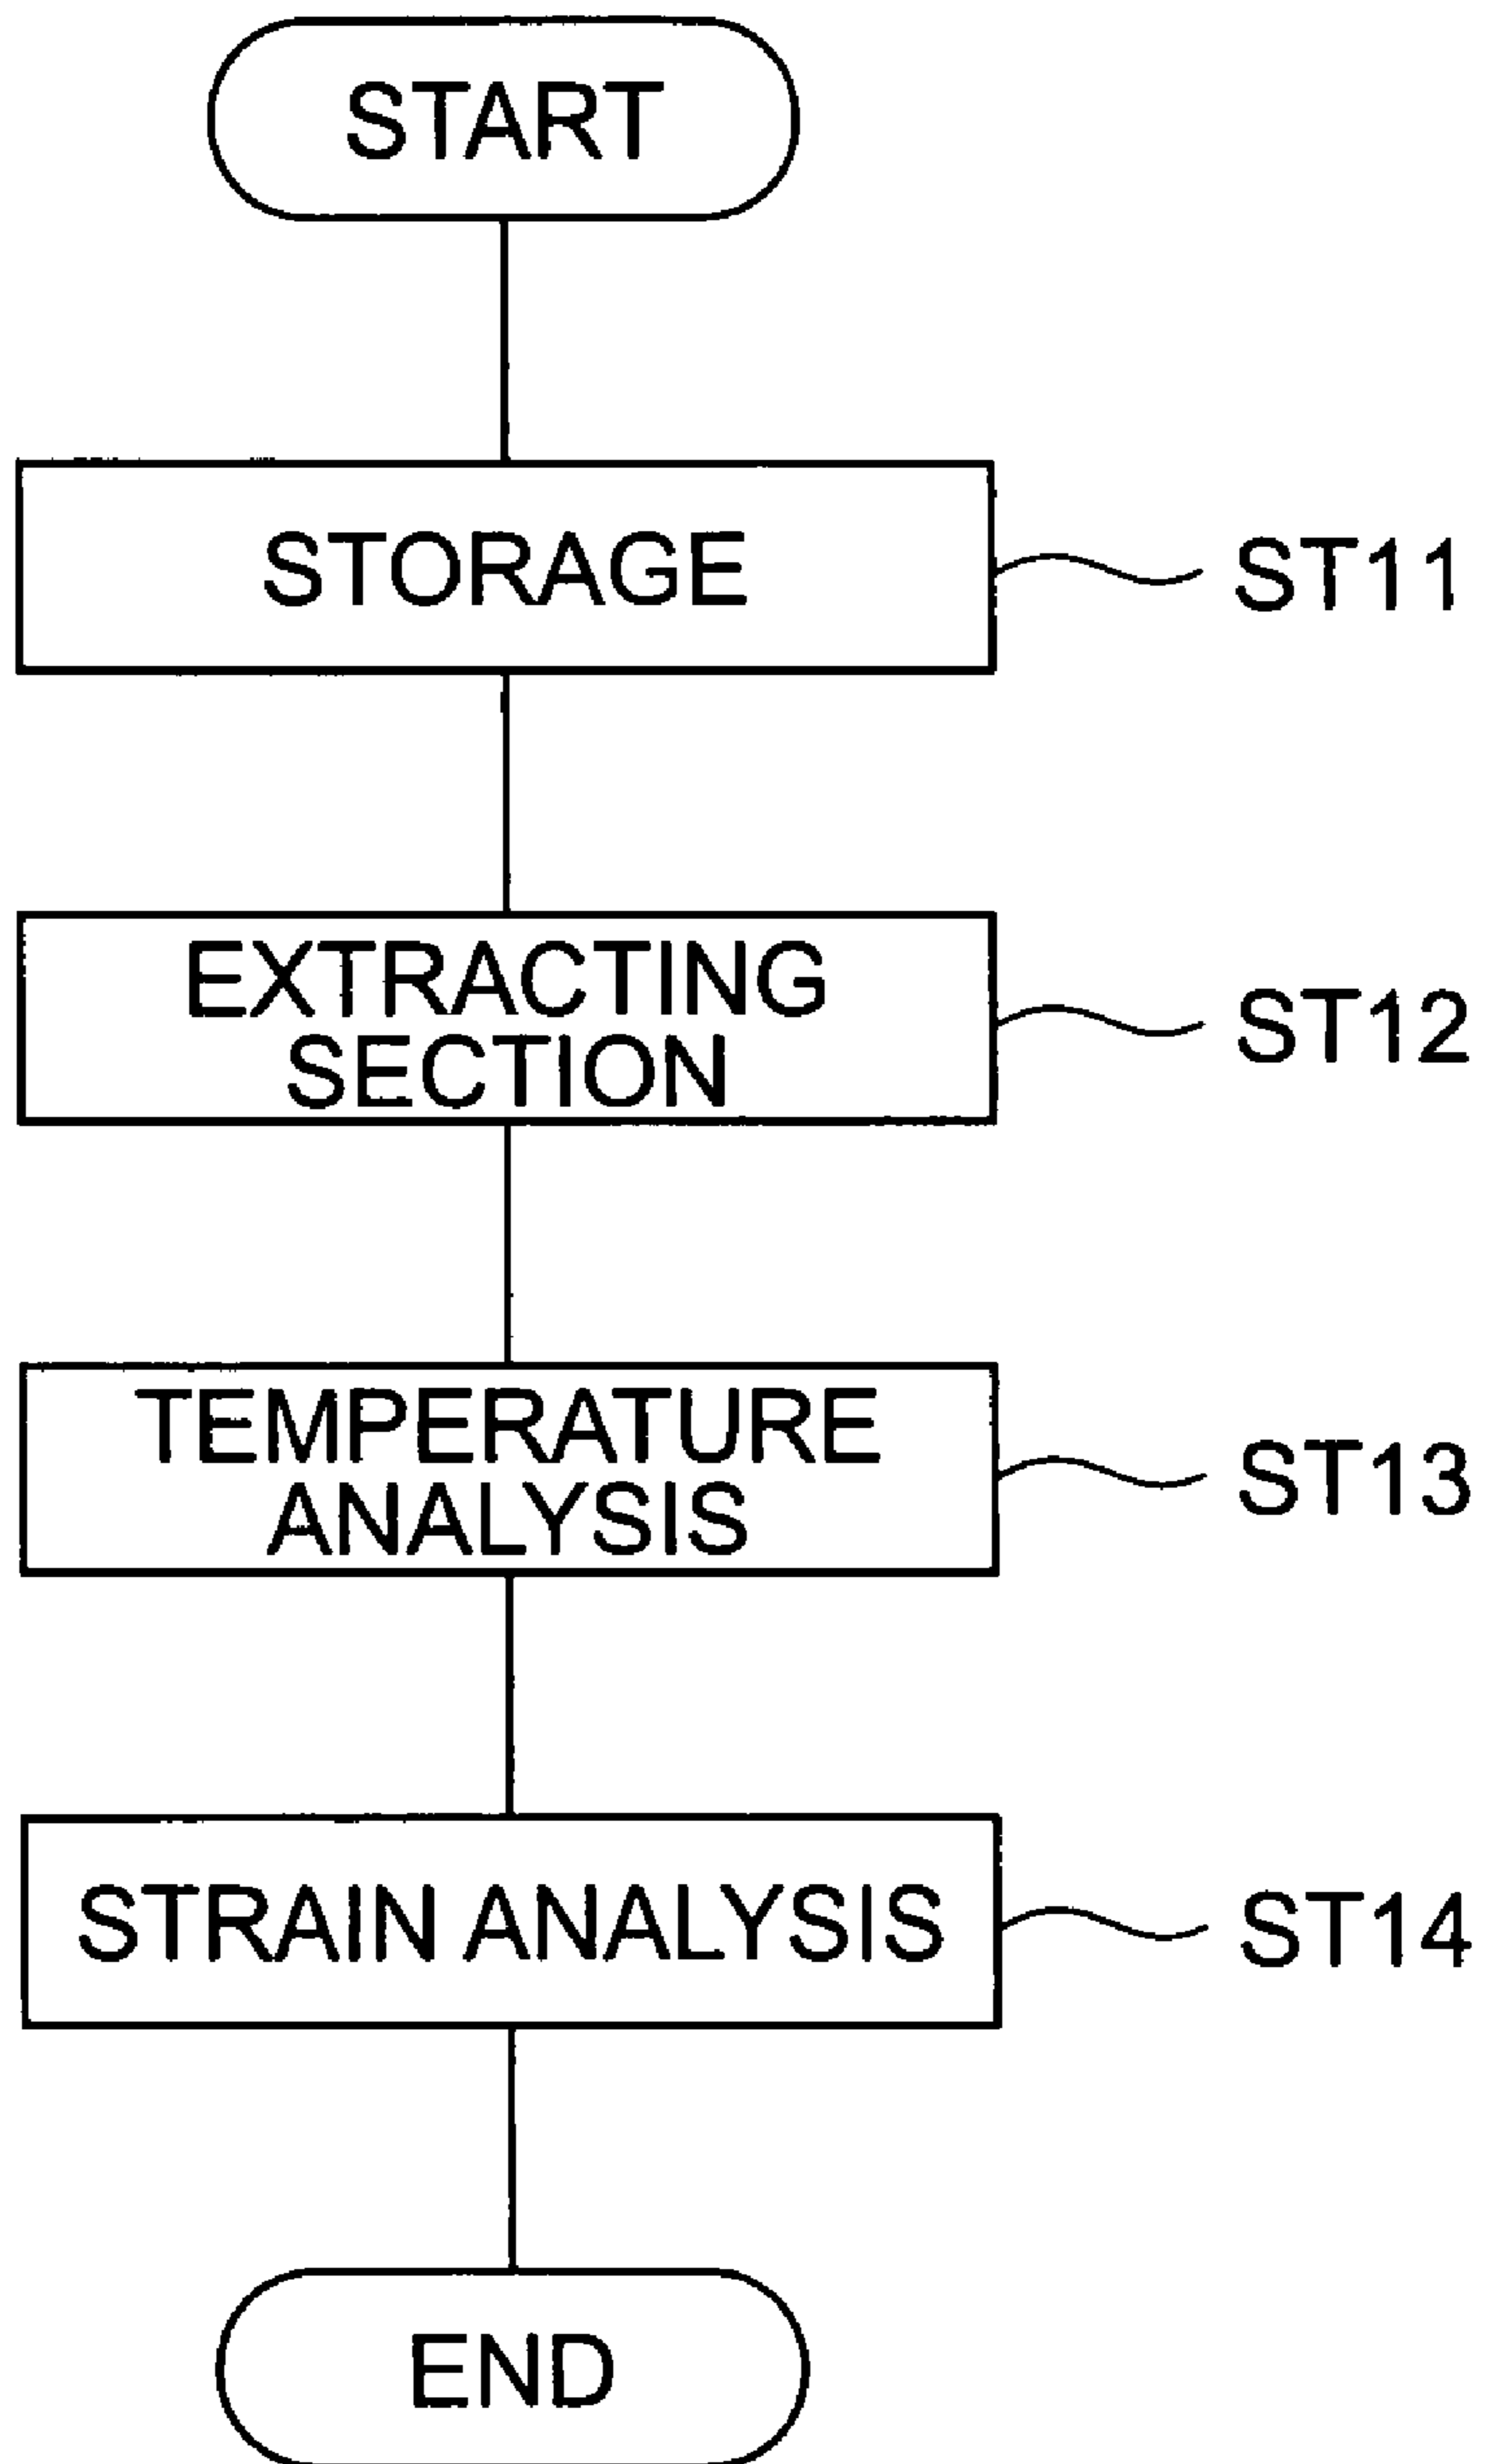 START
STORAGE
ST11
EXTRACTING
SECTION
ST12
TEMPERATURE
ANALYSIS
ST13
STRAIN ANALYSIS
ST14
END